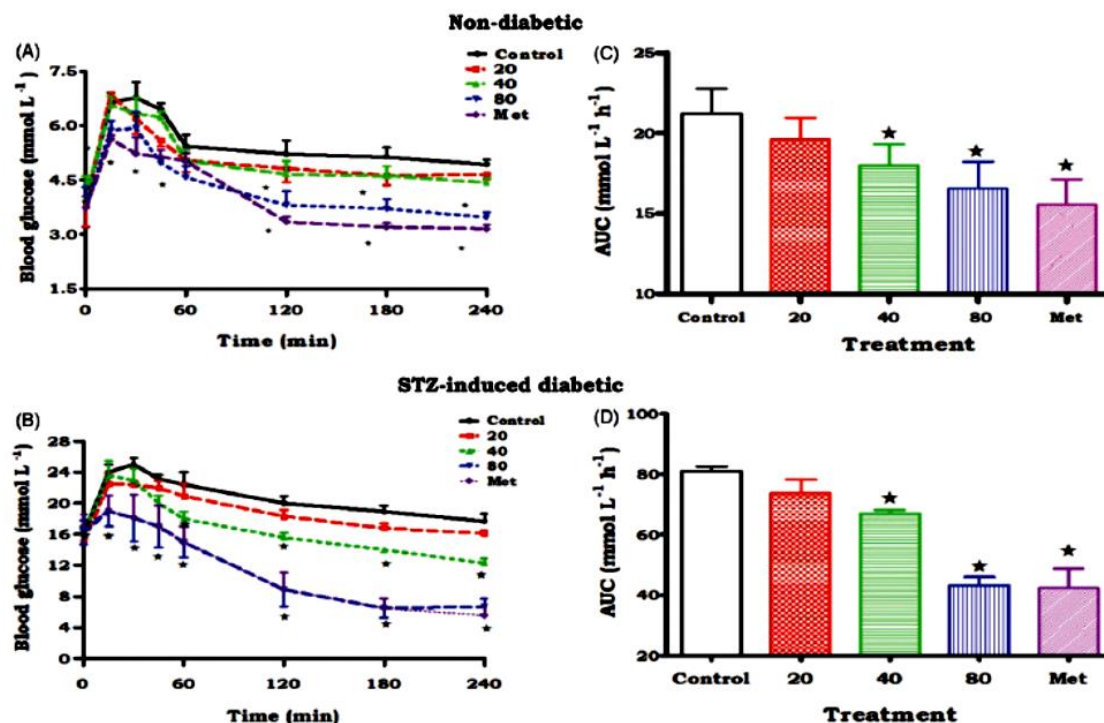 Non-diabetic
(A)
Control
20
40
80
Met
Blood glucose (mmol L⁻¹)
7.5
6.0
4.5
3.0
1.5
0 60 120 180 240
Time (min)
(C)
AUC (mmol L⁻¹ h⁻¹)
25
20
15
10
★ ★ ★
Control 20 40 80 Met
Treatment
STZ-induced diabetic
(B)
Control
20
40
80
Met
Blood glucose (mmol L⁻¹)
28
24
20
16
12
8
4
0
0 60 120 180 240
Time (min)
(D)
AUC (mmol L⁻¹ h⁻¹)
100
80
60
40
20
★ ★ ★
Control 20 40 80 Met
Treatment